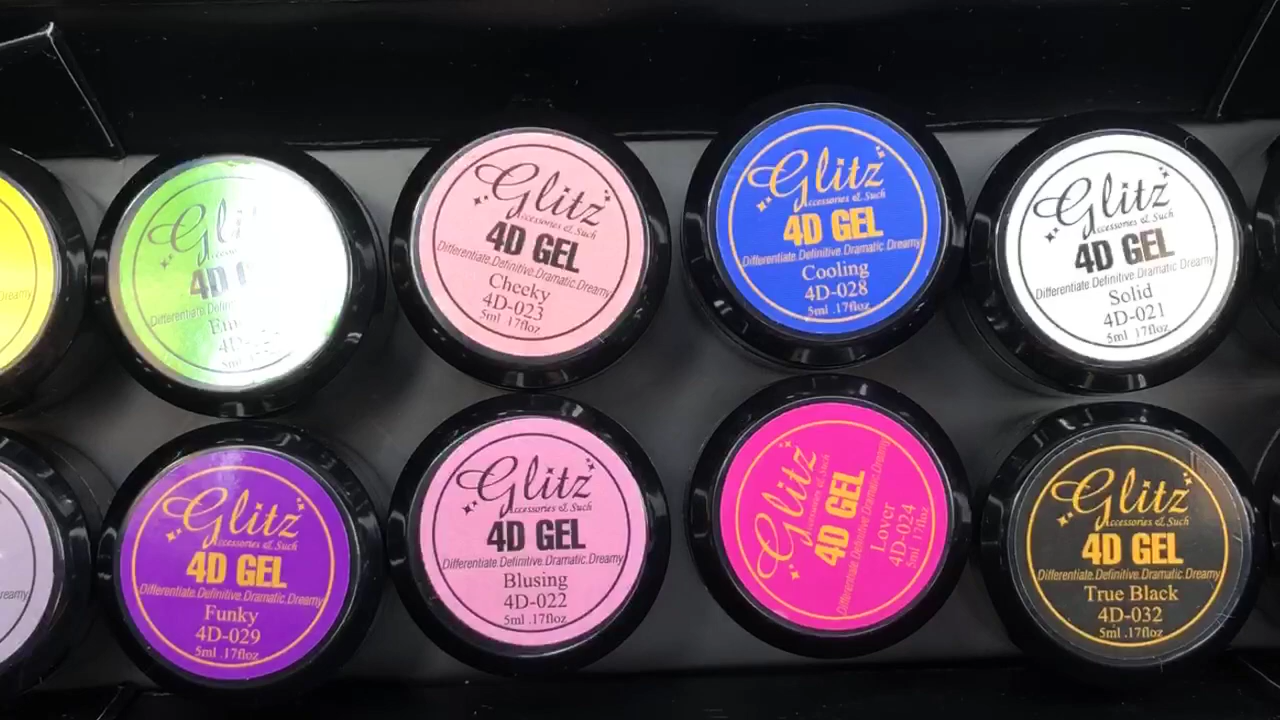 Glitz
Accessories & Such
4D GEL
Differentiate.Definitive.Dramatic.Dreamy
Cheeky
4D-023
5ml .17floz
Glitz
Accessories & Such
4D GEL
Differentiate.Definitive.Dramatic.Dreamy
Cooling
4D-028
5ml .17floz
Glitz
Accessories & Such
4D GEL
Differentiate.Definitive.Dramatic.Dreamy
Solid
4D-021
5ml .17floz
Glitz
Accessories & Such
4D GEL
Differentiate.Definitive.Dramatic.Dreamy
Funky
4D-029
5ml .17floz
Glitz
Accessories & Such
4D GEL
Differentiate.Definitive.Dramatic.Dreamy
Blusing
4D-022
5ml .17floz
Glitz
Accessories & Such
4D GEL
Differentiate.Definitive.Dramatic.Dreamy
Lover
4D-024
5ml .17floz
Glitz
Accessories & Such
4D GEL
Differentiate.Definitive.Dramatic.Dreamy
True Black
4D-032
5ml .17floz